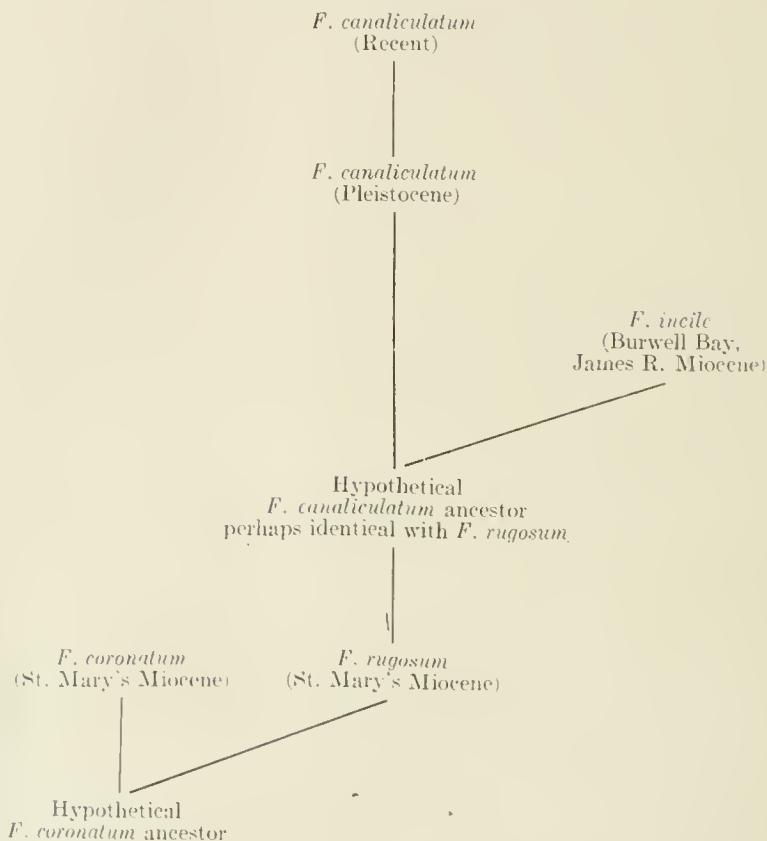 F. canaliculatum
(Recent)
F. canaliculatum
(Pleistocene)
F. incile
(Burwell Bay,
James R. Miocene)
Hypothetical
F. canaliculatum ancestor
perhaps identical with F. rugosum
F. coronatum
(St. Mary's Miocene)
F. rugosum
(St. Mary's Miocene)
Hypothetical
F. coronatum ancestor